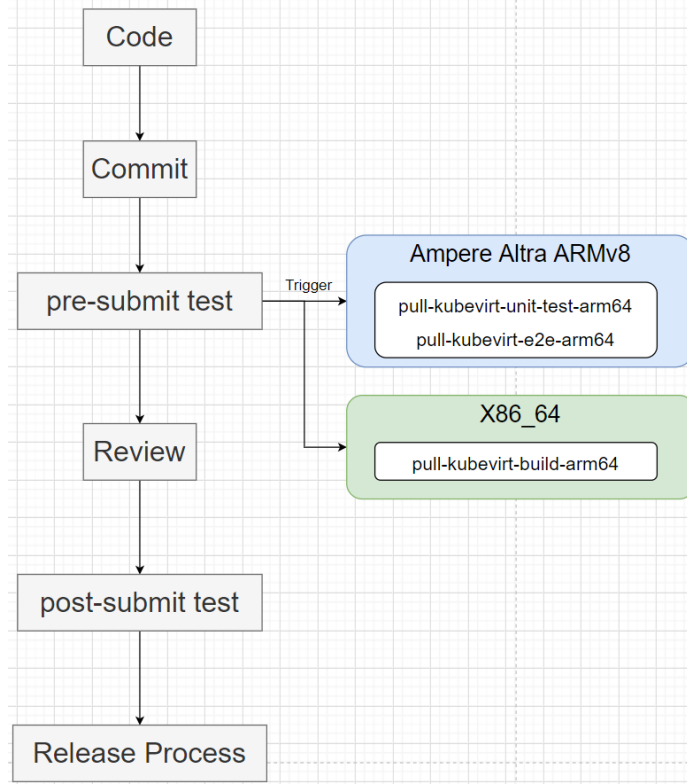 Code
Commit
pre-submit test
Trigger
Ampere Altra ARMv8
pull-kubevirt-unit-test-arm64
pull-kubevirt-e2e-arm64
X86_64
pull-kubevirt-build-arm64
Review
post-submit test
Release Process